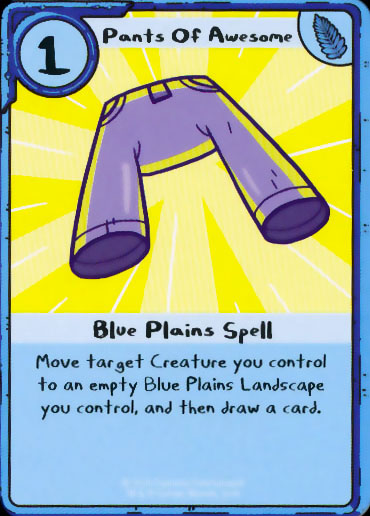 1
Pants Of Awesome
Blue Plains Spell
Move target Creature you control
to an empty Blue Plains Landscape
you control, and then draw a card.